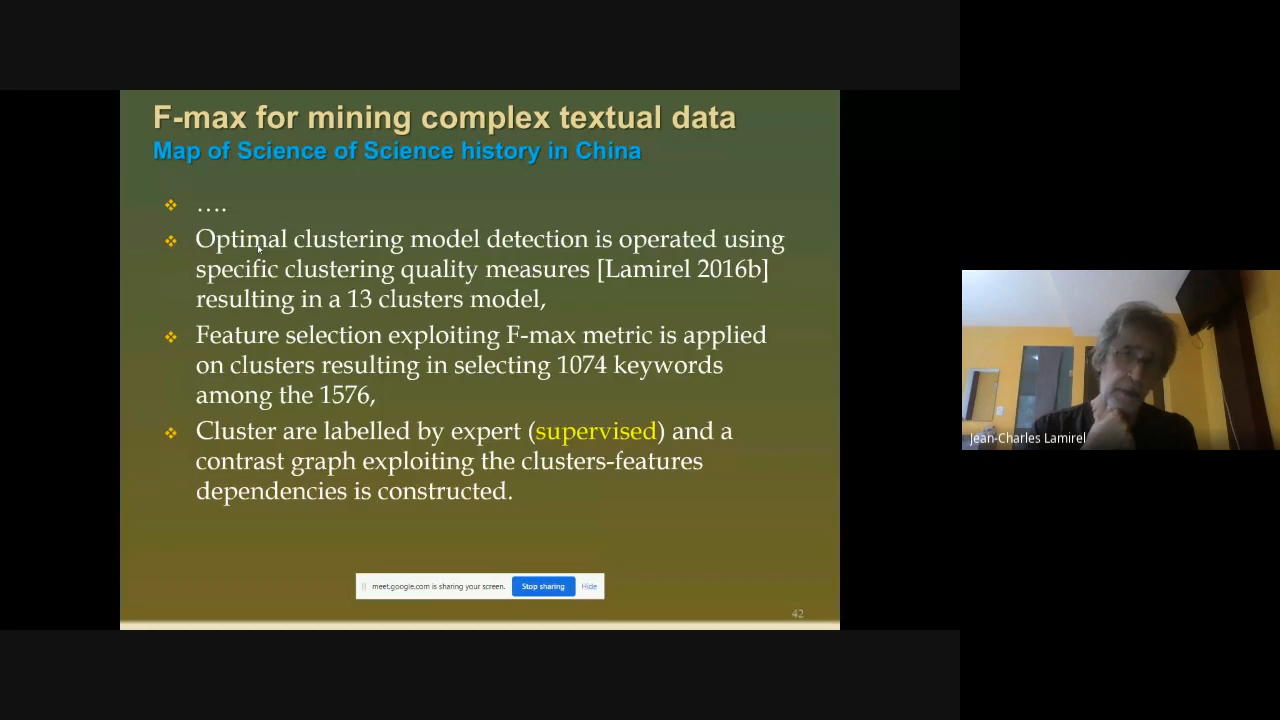 F-max for mining complex textual data
Map of Science of Science history in China
….
Optimal clustering model detection is operated using
specific clustering quality measures [Lamirel 2016b]
resulting in a 13 clusters model,
Feature selection exploiting F-max metric is applied
on clusters resulting in selecting 1074 keywords
among the 1576,
Cluster are labelled by expert (supervised) and a
contrast graph exploiting the clusters-features
dependencies is constructed.
meet.google.com is sharing your screen. Stop sharing Hide
42
Jean-Charles Lamirel